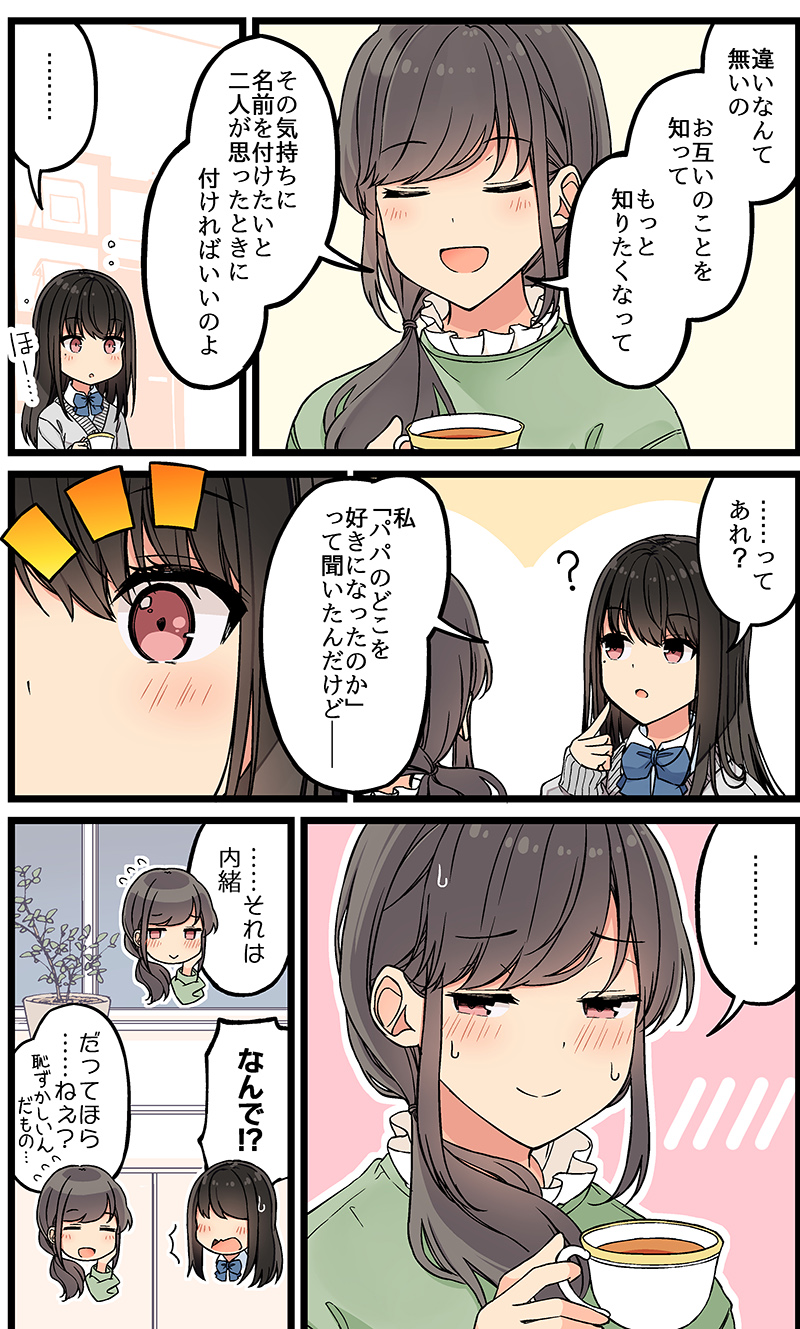 違いなんて
無いの
お互いのことを
知って
もっと
知りたくなって
その気持ちに
名前を付けたいと
二人が思ったときに
付ければいいのよ
………
ほー…
……って
あれ？
？
私
「パパのどこを
好きになったのか」
って聞いたんだけど──
………
……それは
内緒
なんで!?
だってほら
……ねぇ？
恥ずかしいん
だもの…